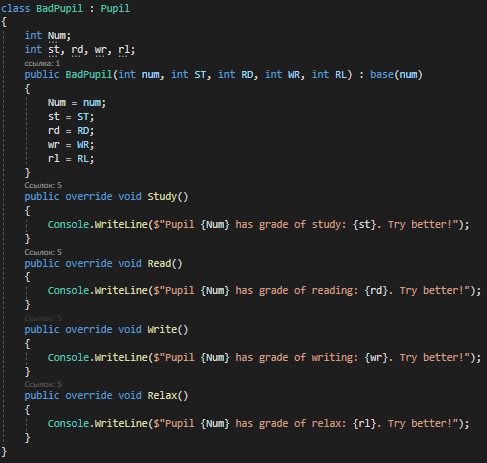 class BadPupil : Pupil
{
int Num;
int st, rd, wr, rl;
ссылка: 1
public BadPupil(int num, int ST, int RD, int WR, int RL) : base(num)
{
Num = num;
st = ST;
rd = RD;
wr = WR;
rl = RL;
}
Ссылок: 5
public override void Study()
{
Console.WriteLine($"Pupil {Num} has grade of study: {st}. Try better!");
}
Ссылок: 5
public override void Read()
{
Console.WriteLine($"Pupil {Num} has grade of reading: {rd}. Try better!");
}
Ссылок: 5
public override void Write()
{
Console.WriteLine($"Pupil {Num} has grade of writing: {wr}. Try better!");
}
Ссылок: 5
public override void Relax()
{
Console.WriteLine($"Pupil {Num} has grade of relax: {rl}. Try better!");
}
}